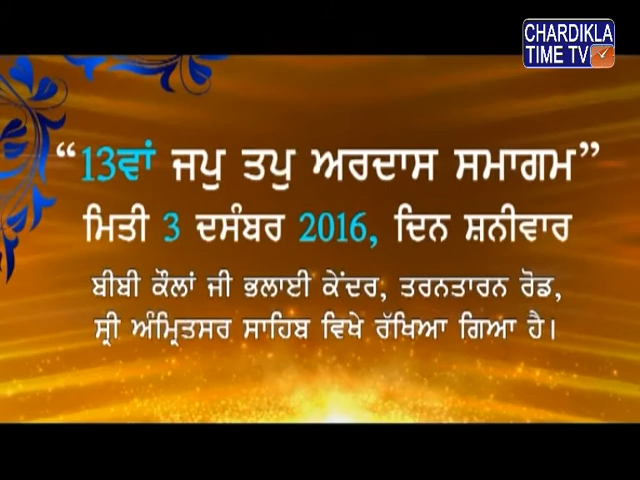 CHARDIKLA
TIME TV
“13ਵਾਂ ਜਪੁ ਤਪੁ ਅਰਦਾਸ ਸਮਾਗਮ”
ਮਿਤੀ 3 ਦਸੰਬਰ 2016, ਦਿਨ ਸ਼ਨੀਵਾਰ
ਬੀਬੀ ਕੌਲਾਂ ਜੀ ਭਲਾਈ ਕੇਂਦਰ, ਤਰਨਤਾਰਨ ਰੋਡ,
ਸ੍ਰੀ ਅੰਮ੍ਰਿਤਸਰ ਸਾਹਿਬ ਵਿਖੇ ਰੱਖਿਆ ਗਿਆ ਹੈ।